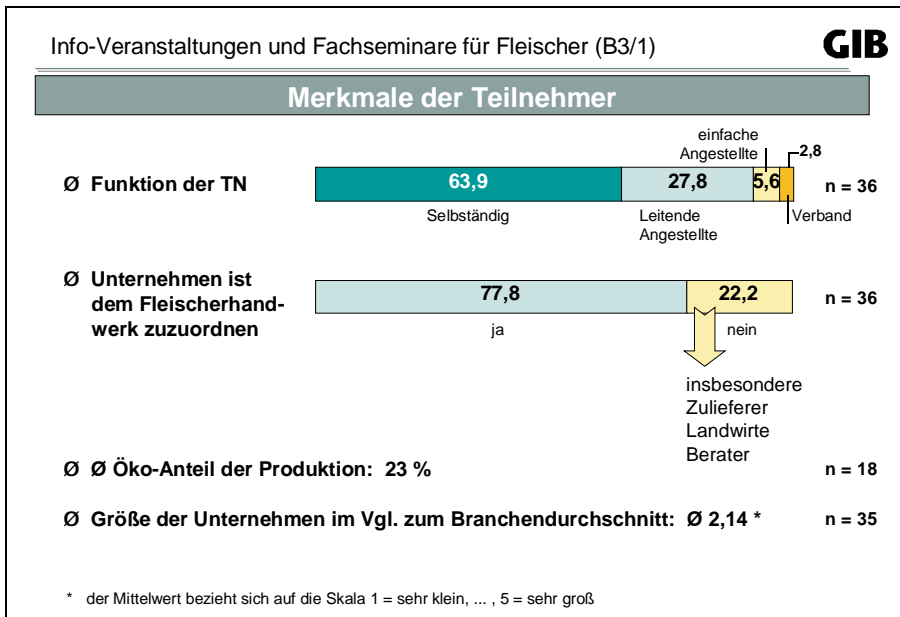 Info-Veranstaltungen und Fachseminare für Fleischer (B3/1)
GIB
Merkmale der Teilnehmer
einfache
Angestellte
2,8
Ø Funktion der TN
63,9
27,8
5,6
n = 36
Selbständig
Leitende
Angestellte
Verband
Ø Unternehmen ist
dem Fleischerhand-
werk zuzuordnen
77,8
22,2
n = 36
ja
nein
insbesondere
Zulieferer
Landwirte
Berater
Ø Ø Öko-Anteil der Produktion: 23 %
n = 18
Ø Größe der Unternehmen im Vgl. zum Branchendurchschnitt: Ø 2,14 *
n = 35
* der Mittelwert bezieht sich auf die Skala 1 = sehr klein, ... , 5 = sehr groß